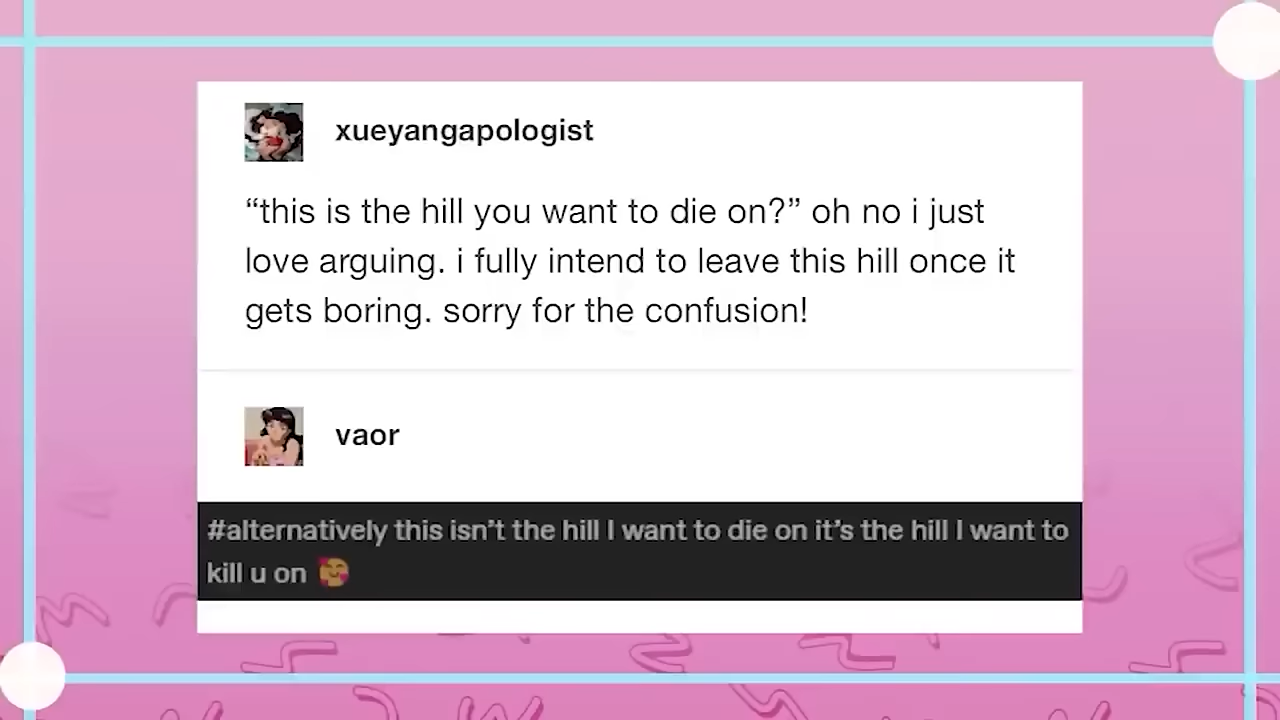 xueyangapologist
“this is the hill you want to die on?” oh no i just
love arguing. i fully intend to leave this hill once it
gets boring. sorry for the confusion!
vaor
#alternatively this isn’t the hill I want to die on it’s the hill I want to
kill u on 🥰